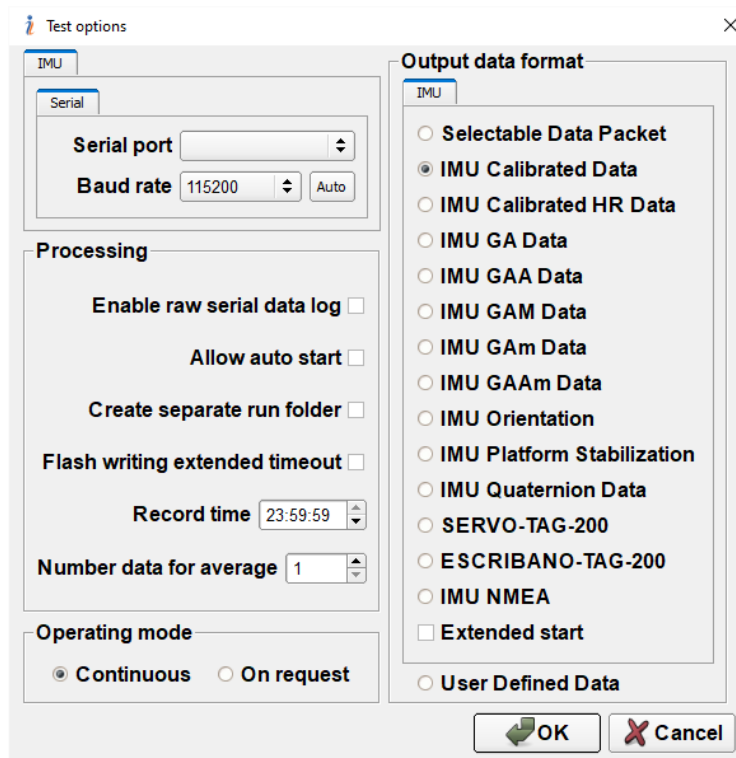 Test options
IMU
Serial
Serial port
Baud rate 115200 Auto
Processing
Enable raw serial data log
Allow auto start
Create separate run folder
Flash writing extended timeout
Record time 23:59:59
Number data for average 1
Operating mode
Continuous On request
Output data format
IMU
Selectable Data Packet
IMU Calibrated Data
IMU Calibrated HR Data
IMU GA Data
IMU GAA Data
IMU GAM Data
IMU GAm Data
IMU GAAm Data
IMU Orientation
IMU Platform Stabilization
IMU Quaternion Data
SERVO-TAG-200
ESCRIBANO-TAG-200
IMU NMEA
Extended start
User Defined Data
OK Cancel